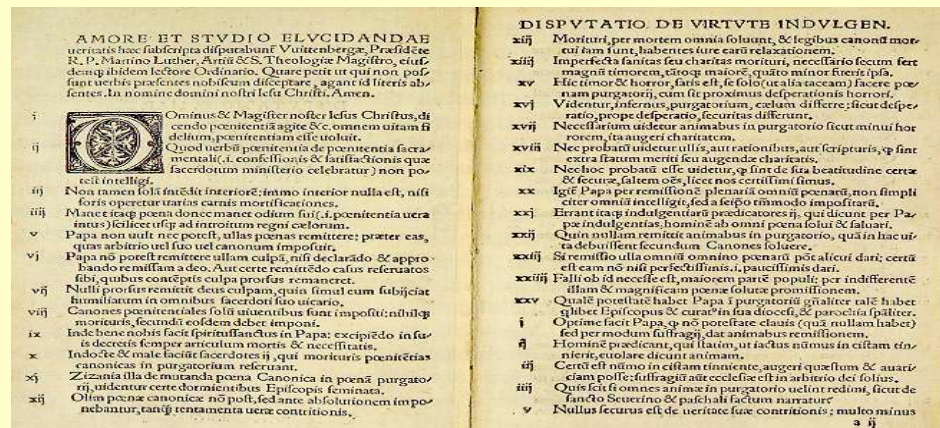 AMORE ET STVDIO ELVCIDANDAE
ueritatis hæc subscripta disputabunť Vuittenbergæ, Præsidēte
R. P. Martino Luther, Artiū & S. Theologiæ Magistro, eius/
demq; ibidem lectore Ordinario. Quare petit ut qui non pos/
sunt uerbis præsentes nobiscum disceptare, agant id literis ab/
sentes. In nomine domini nostri Iesu Christi. Amen.
i Ominus & Magister noster Iesus Christus, di
cendo pœnitentiā agite &c. omnem uitam fi
delium, pœnitentiam esse uoluit.
ij Quod uerbū pœnitentia de pœnitentia sacra/
mentali (.i. confessionis & satisfactionis quæ
sacerdotum ministerio celebratur) non po/
test intelligi.
iij Non tamen solā intēdit interiorē: immo interior nulla est, nisi
foris operetur uarias carnis mortificationes.
iiij Manet itaq; pœna donec manet odium sui (.i. pœnitentia uera
intus) scilicet usq; ad introitum regni cælorum.
v Papa non uult nec potest, ullas pœnas remittere: præter eas,
quas arbitrio uel suo uel canonum imposuit.
vj Papa nō potest remittere ullam culpā, nisi declarādo & appro/
bando remissam a deo. Aut certe remittēdo casus reseruatos
sibi, quibus contēptis culpa prorsus remaneret.
vij Nulli prorsus remittit deus culpam, quin simul eum subijciat
humiliatum in omnibus sacerdoti suo uicario.
viij Canones pœnitentiales solū uiuentibus sunt impositi: nihilq;
morituris, secundū eosdem debet imponi.
ix Inde bene nobis facit spiritussanctus in Papa: excipiēdo in su/
is decretis semper articulum mortis & necessitatis.
x Indocte & male faciūt sacerdotes ij, qui morituris pœnitētias
canonicas in purgatorium reseruant.
xj Zizania illa de mutanda pœna Canonica in pœnā purgato/
rij, uidentur certe dormientibus Episcopis seminata.
xij Olim pœnæ canonicæ nō post, sed ante absolutionem impo/
nebantur, tanq̄ tentamenta ueræ contritionis.
DISPVTATIO DE VIRTVTE INDVLGEN.
xiij Morituri, per mortem omnia soluunt, & legibus canonū mor/
tui iam sunt, habentes iure earū relaxationem.
xiiij Imperfecta sanitas seu charitas morituri, necessario secum fert
magnū timorem, tātoq; maiorē, quāto minor fuerit ipsa.
xv Hic timor & horror, satis est, se solo (ut alia taceam) facere pœ/
nam purgatorij, cum sit proximus desperationis horrori.
xvj Videntur, infernus, purgatorium, cælum differre: sicut despe/
ratio, prope desperatio, securitas differunt.
xvij Necessarium uidetur animabus in purgatorio sicut minui hor
rorem, ita augeri charitatem.
xviij Nec probatū uidetur ullis, aut rationibus, aut scripturis, q̄ sint
extra statum meriti seu augendæ charitatis.
xix Nec hoc probatū esse uidetur, q̄ sint de sua beatitudine certæ
& securæ, saltem oēs, licet nos certissimi simus.
xx Igiť Papa per remissionē plenariā omniū pœnarū, non simpli
citer omniū intelligit, sed a seipso tm̄modo impositarū.
xxj Errant itaq; indulgentiarū prædicatores ij, qui dicunt per Pa/
pæ indulgentias, hominē ab omni pœna solui & saluari.
xxij Quin nullam remittit animabus in purgatorio, quā in hac ui/
ta debuissent secundum Canones soluere.
xxiij Si remissio ulla omniū omnino pœnarū pōt alicui dari; certū
est eam nō nisi perfectissimis .i. paucissimis dari.
xxiiij Falli ob id necesse est, maiorem partē populi: per indifferentē
illam & magnificam pœnæ solutæ promissionem.
xxv Qualē potestatē habet Papa ī purgatoriū gn̄aliter talē habet
q̄libet Episcopus & curatꝰ in sua diocesi, & parochia sp̄aliter.
i Optime facit Papa, q̄ nō potestate clauis (quā nullam habet)
sed per modum suffragij, dat animabus remissionem.
ij Hominē prædicant, qui statim, ut iactus nūmus in cistam tin/
nierit, euolare dicunt animam.
iij Certū est nūmo in cistam tinniente, augeri quæstum & auari/
ciam posse: suffragiū aūt ecclesiæ est in arbitrio dei solius.
iiij Quis scit si omnes animæ in purgatorio uelint redimi, sicut de
sancto Seuerino & paschali factum narratur
v Nullus securus est de ueritate suæ contritionis; multo minus
a ij